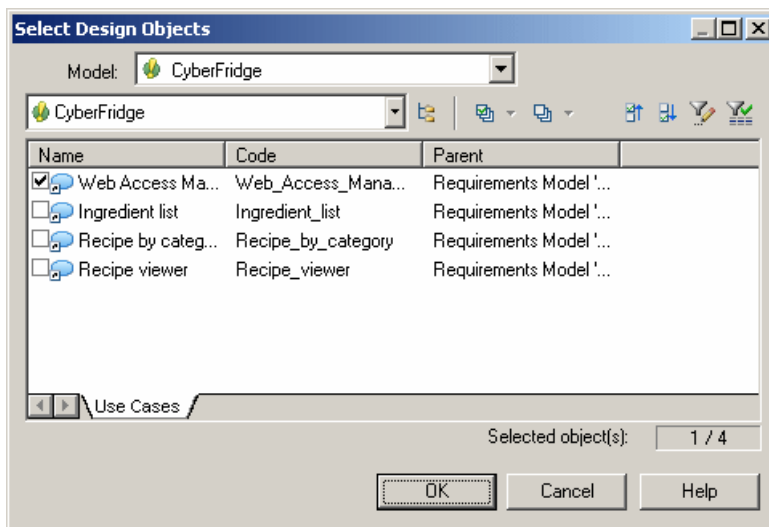 Select Design Objects
Model: CyberFridge
CyberFridge
Name Code Parent
Web Access Ma... Web_Access_Mana... Requirements Model '...
Ingredient list Ingredient_list Requirements Model '...
Recipe by categ... Recipe_by_category Requirements Model '...
Recipe viewer Recipe_viewer Requirements Model '...
Use Cases
Selected object(s): 1 / 4
OK Cancel Help